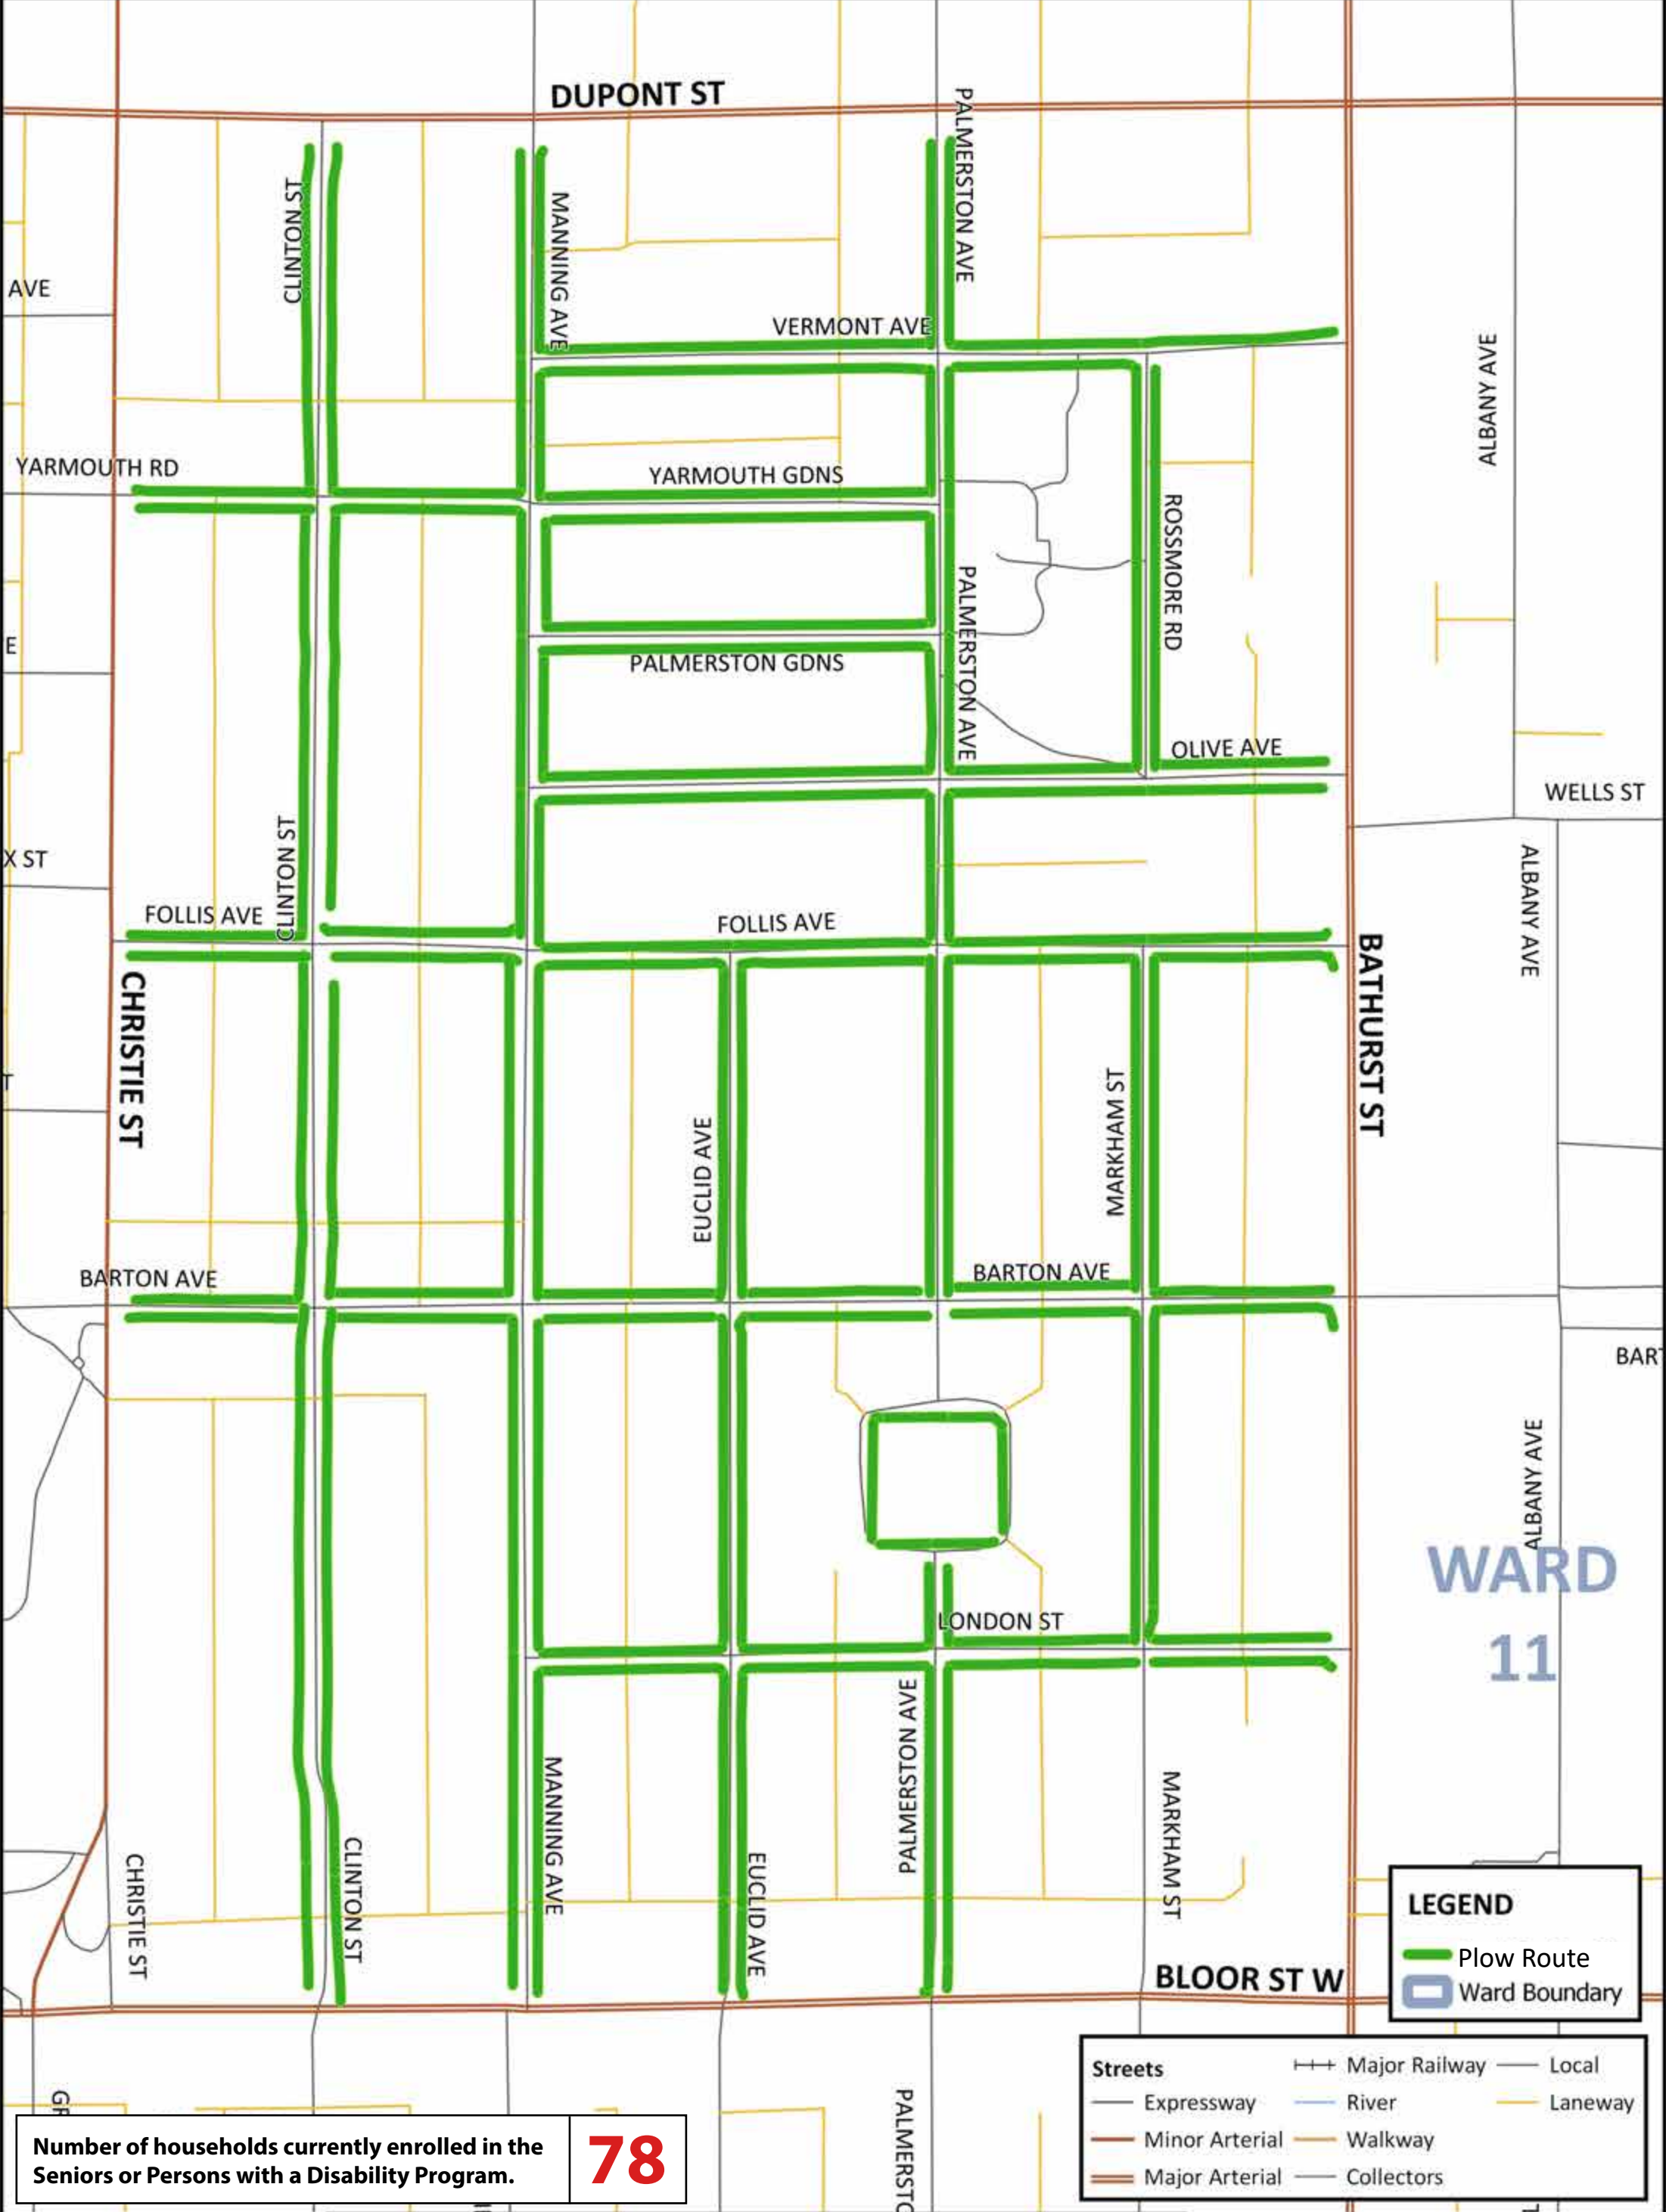 DUPONT ST
PALMERSTON AVE
CLINTON ST
MANNING AVE
AVE
VERMONT AVE
ALBANY AVE
YARMOUTH RD
YARMOUTH GDNS
ROSSMORE RD
PALMERSTON AVE
E
PALMERSTON GDNS
OLIVE AVE
WELLS ST
CLINTON ST
X ST
ALBANY AVE
FOLLIS AVE
FOLLIS AVE
BATHURST ST
CHRISTIE ST
T
MARKHAM ST
EUCLID AVE
BARTON AVE
BARTON AVE
BART
ALBANY AVE
WARD
11
LONDON ST
PALMERSTON AVE
MANNING AVE
MARKHAM ST
CLINTON ST
CHRISTIE ST
EUCLID AVE
BLOOR ST W
LEGEND
Plow Route
Ward Boundary
Streets
Major Railway
Local
Expressway
River
Laneway
Minor Arterial
Walkway
Major Arterial
Collectors
GR
PALMERSTO
Number of households currently enrolled in the
Seniors or Persons with a Disability Program.
78